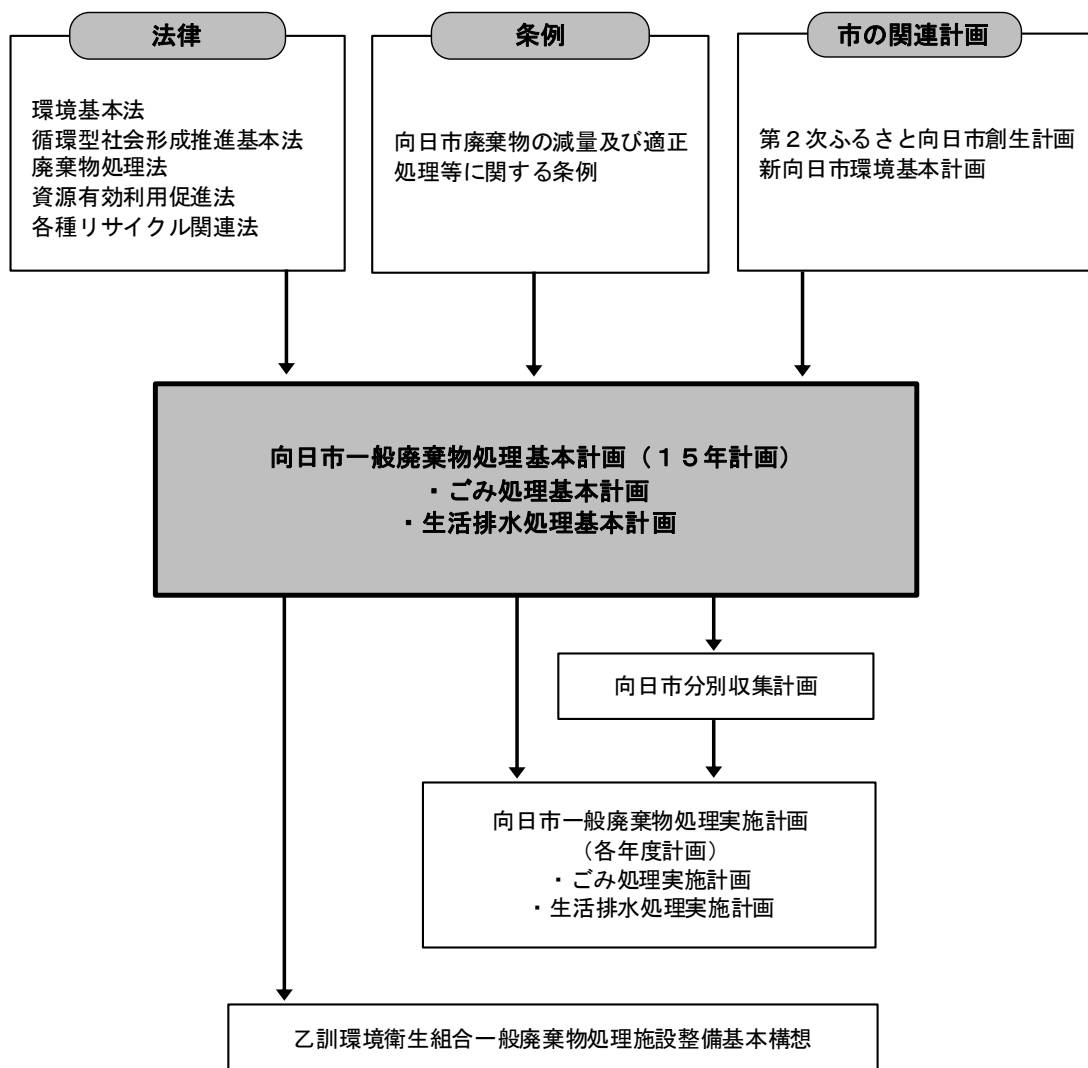 法律
環境基本法
循環型社会形成推進基本法
廃棄物処理法
資源有効利用促進法
各種リサイクル関連法
条例
向日市廃棄物の減量及び適正
処理等に関する条例
市の関連計画
第２次ふるさと向日市創生計画
新向日市環境基本計画
向日市一般廃棄物処理基本計画（１５年計画）
・ごみ処理基本計画
・生活排水処理基本計画
向日市分別収集計画
向日市一般廃棄物処理実施計画
（各年度計画）
・ごみ処理実施計画
・生活排水処理実施計画
乙訓環境衛生組合一般廃棄物処理施設整備基本構想